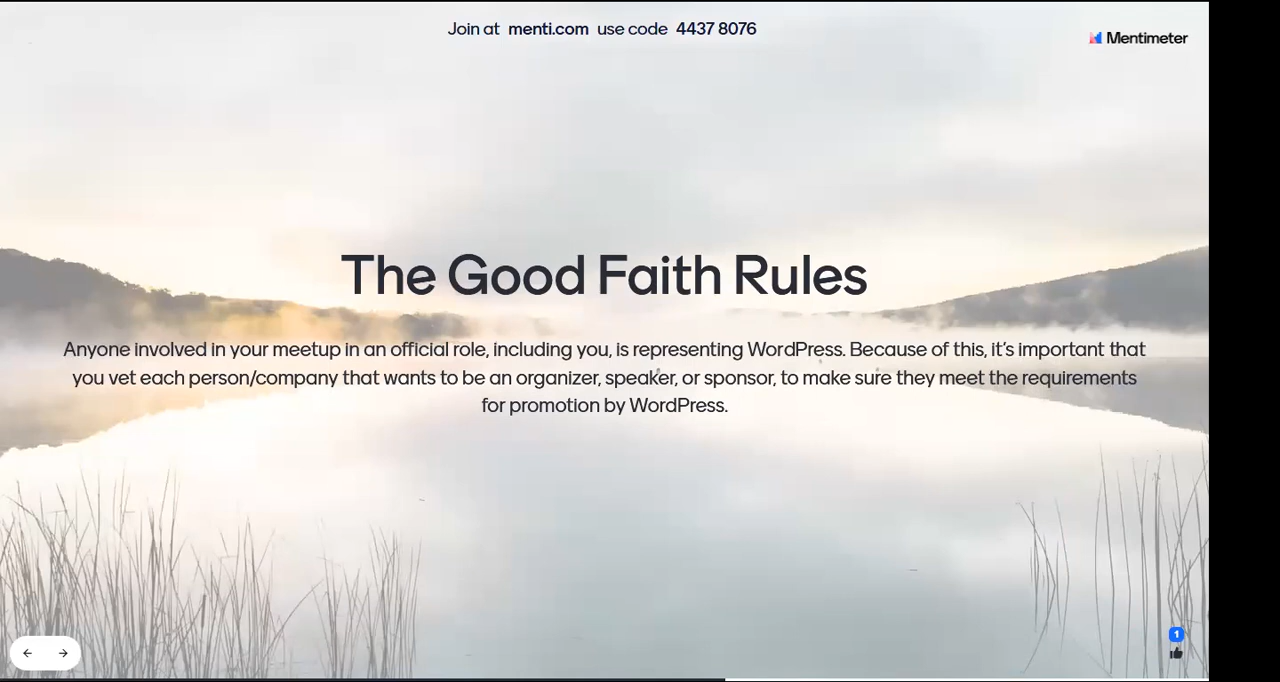 Join at menti.com use code 4437 8076
Mentimeter
The Good Faith Rules
Anyone involved in your meetup in an official role, including you, is representing WordPress. Because of this, it's important that
you vet each person/company that wants to be an organizer, speaker, or sponsor, to make sure they meet the requirements
for promotion by WordPress.
1